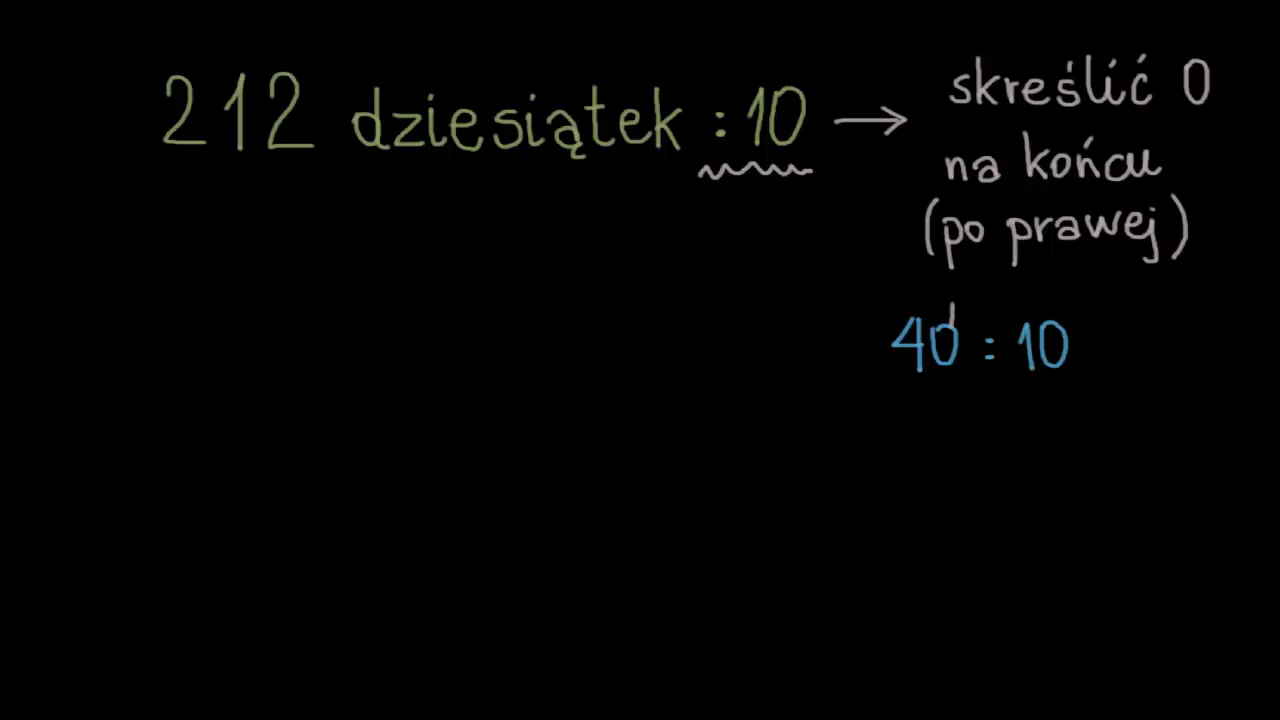 212 dziesiątek : 10 → skreślić 0
na końcu
(po prawej)
40 : 10